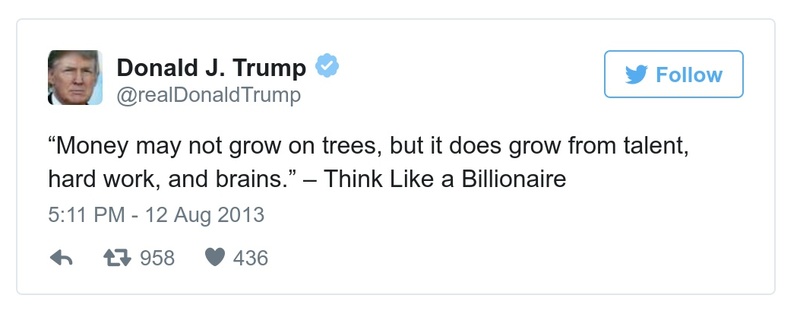 Donald J. Trump
@realDonaldTrump
Follow
“Money may not grow on trees, but it does grow from talent,
hard work, and brains.” – Think Like a Billionaire
5:11 PM - 12 Aug 2013
958 436